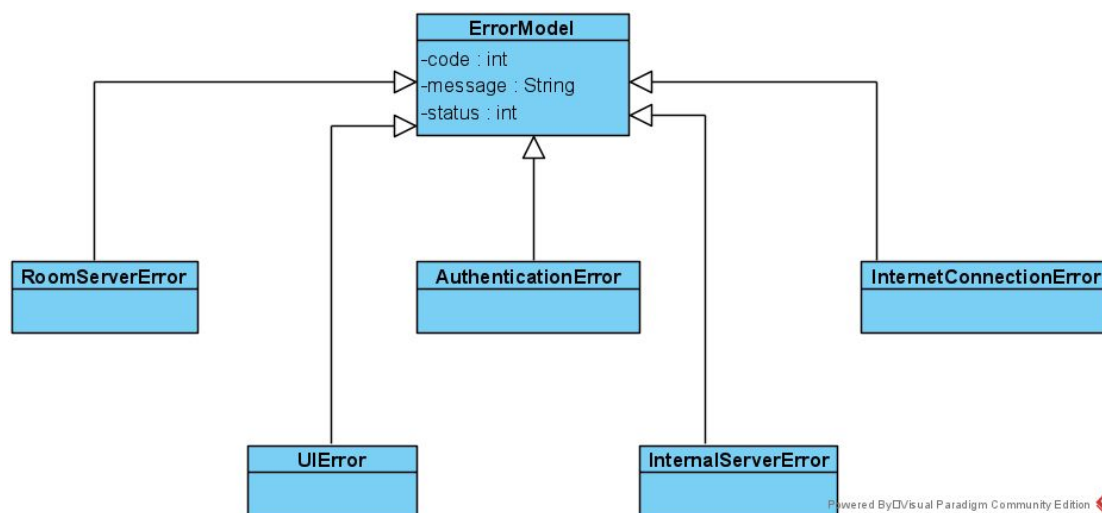 ErrorModel
-code : int
-message : String
-status : int
RoomServerError
AuthenticationError
InternetConnectionError
UIError
InternalServerError
Powered By□Visual Paradigm Community Edition